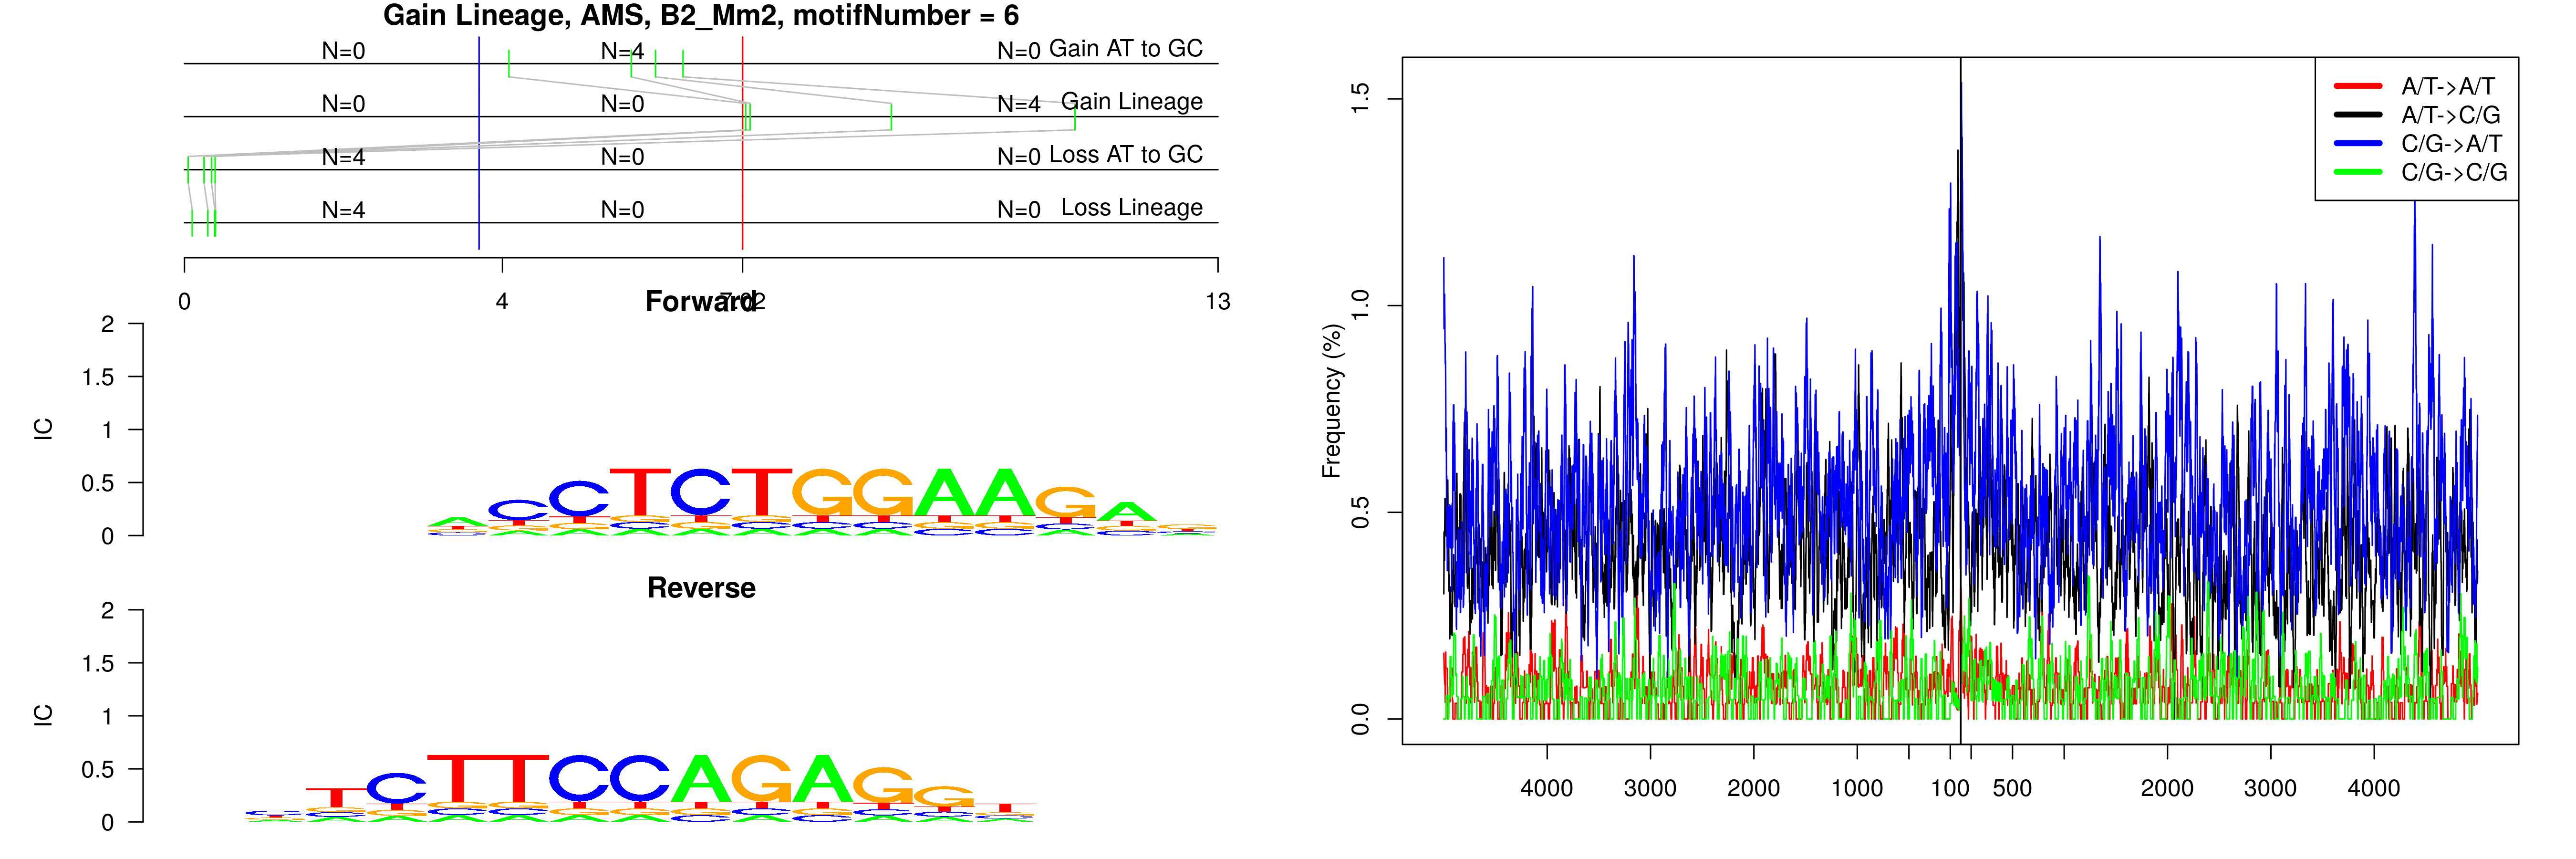 Gain Lineage, AMS, B2_Mm2, motifNumber = 6
N=0 N=4 N=0 Gain AT to GC
N=0 N=0 N=4 Gain Lineage
N=4 N=0 N=0 Loss AT to GC
N=4 N=0 N=0 Loss Lineage
0 4 7.02 13
Forward
2
1.5
1
0.5
0
IC
ACCTCTGGAAGA
Reverse
2
1.5
1
0.5
0
IC
TCTTCCAGAGGT
A/T->A/T
A/T->C/G
C/G->A/T
C/G->C/G
Frequency (%)
1.5
1.0
0.5
0.0
4000 3000 2000 1000 100 500 2000 3000 4000